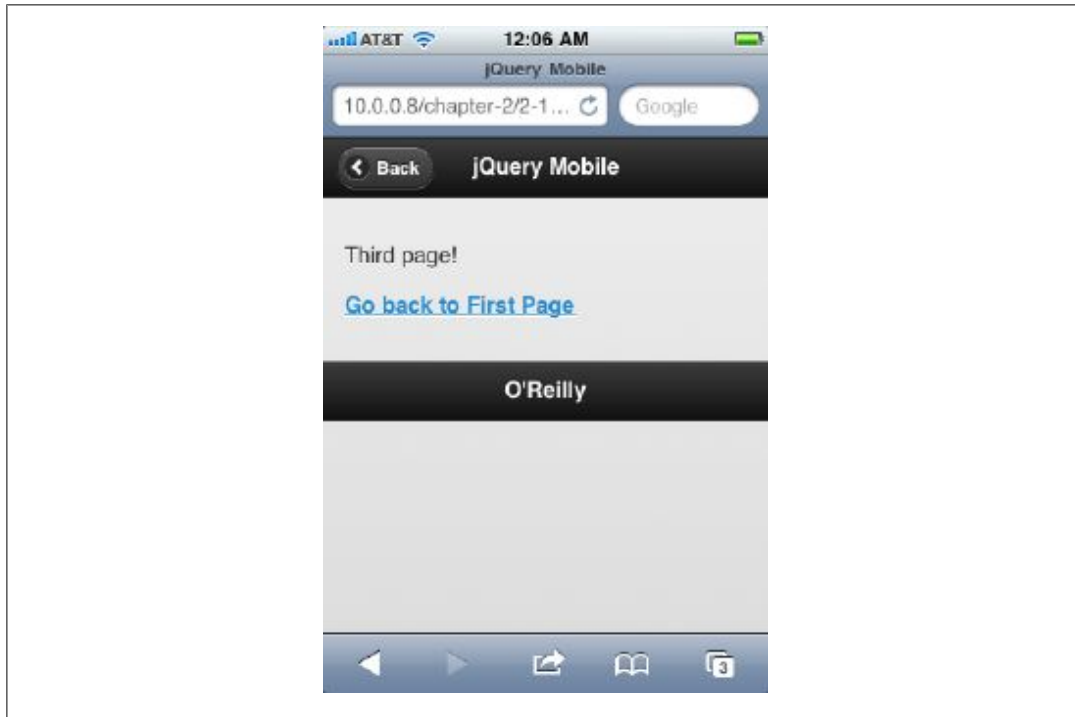 AT&T 12:06 AM
jQuery Mobile
10.0.0.8/chapter-2/2-1... Google
Back jQuery Mobile
Third page!
Go back to First Page
O'Reilly
3